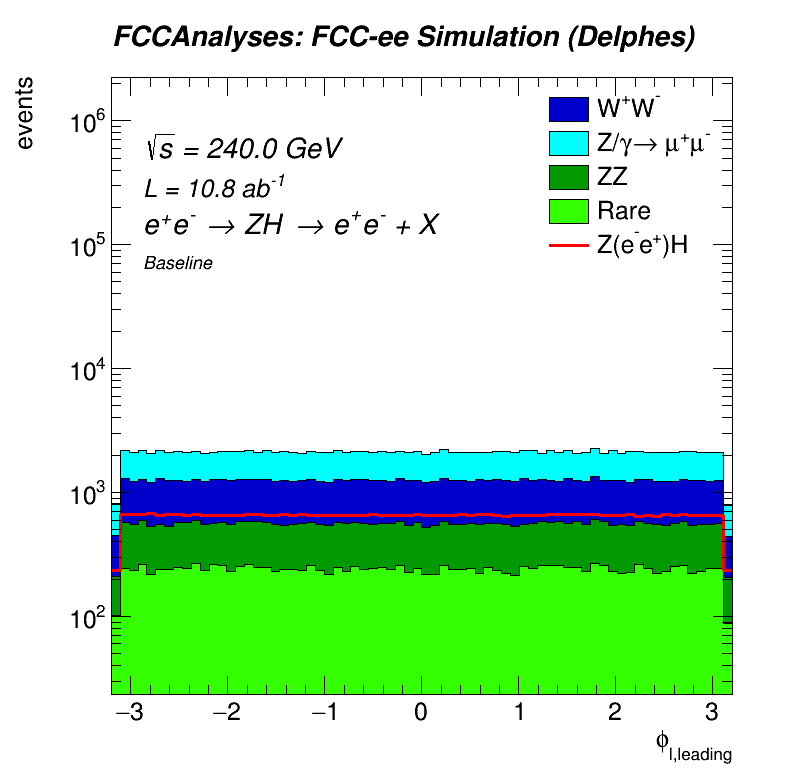 FCCAnalyses: FCC-ee Simulation (Delphes)
events
10⁶
10⁵
10⁴
10³
10²
√s = 240.0 GeV
L = 10.8 ab⁻¹
e⁺e⁻ → ZH → e⁺e⁻ + X
Baseline
W⁺W⁻
Z/γ→ μ⁺μ⁻
ZZ
Rare
Z(e⁻e⁺)H
−3 −2 −1 0 1 2 3
ϕl,leading